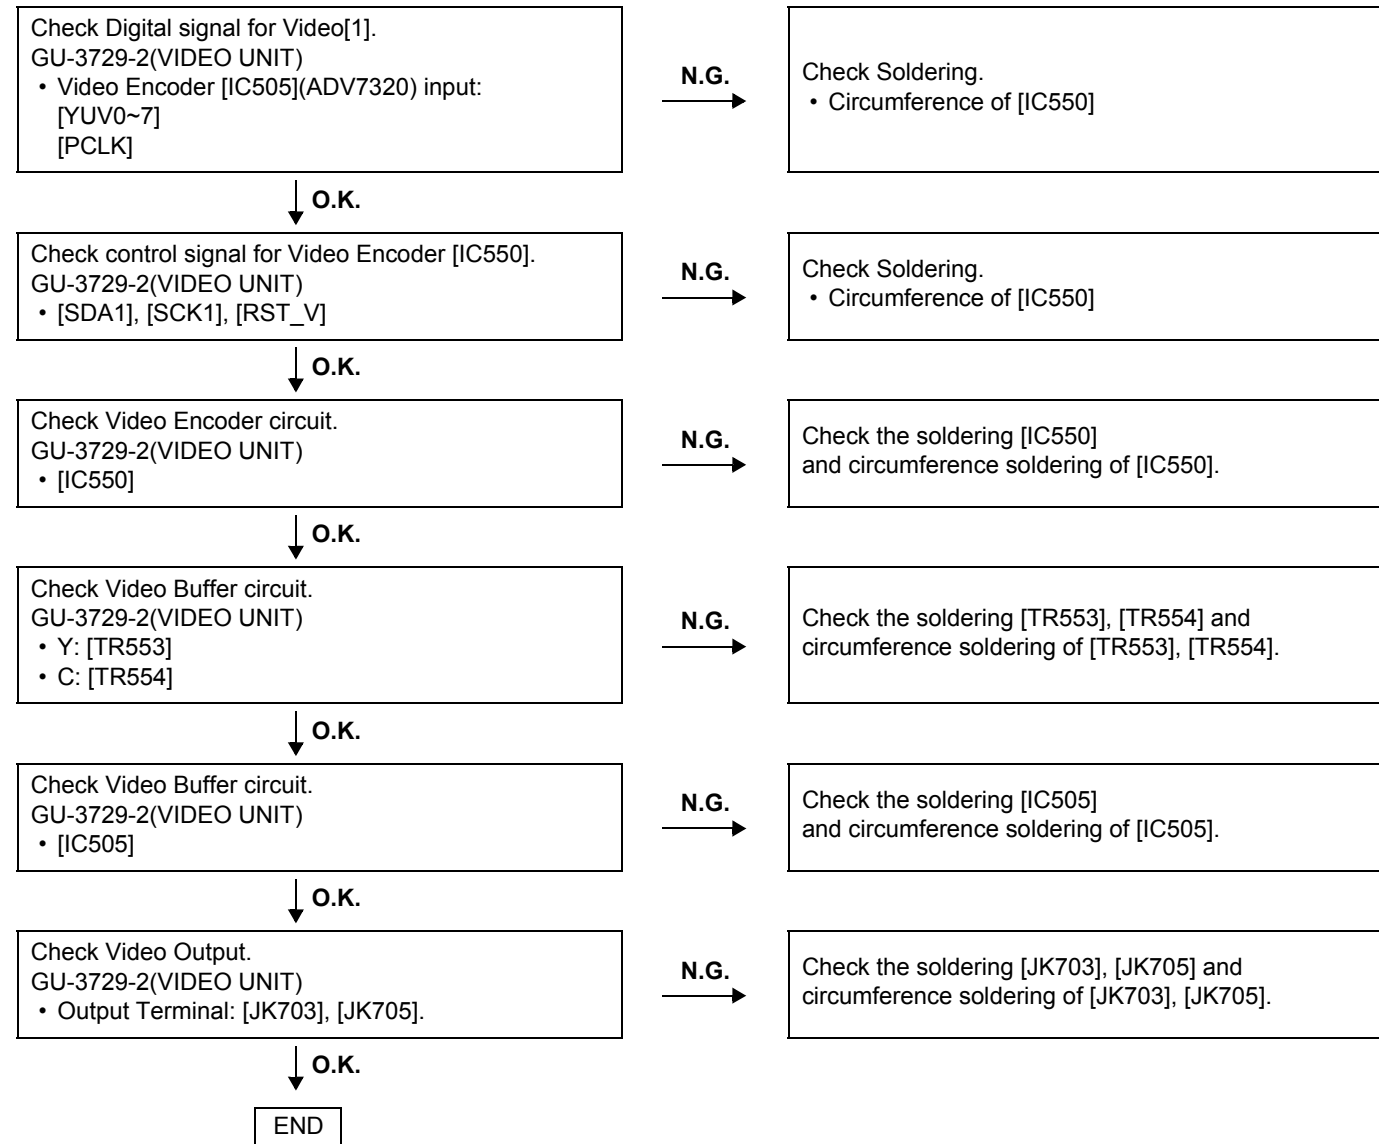 Check Digital signal for Video[1].
GU-3729-2(VIDEO UNIT)
• Video Encoder [IC505](ADV7320) input:
[YUV0~7]
[PCLK]
N.G.
Check Soldering.
• Circumference of [IC550]
O.K.
Check control signal for Video Encoder [IC550].
GU-3729-2(VIDEO UNIT)
• [SDA1], [SCK1], [RST_V]
N.G.
Check Soldering.
• Circumference of [IC550]
O.K.
Check Video Encoder circuit.
GU-3729-2(VIDEO UNIT)
• [IC550]
N.G.
Check the soldering [IC550]
and circumference soldering of [IC550].
O.K.
Check Video Buffer circuit.
GU-3729-2(VIDEO UNIT)
• Y: [TR553]
• C: [TR554]
N.G.
Check the soldering [TR553], [TR554] and
circumference soldering of [TR553], [TR554].
O.K.
Check Video Buffer circuit.
GU-3729-2(VIDEO UNIT)
• [IC505]
N.G.
Check the soldering [IC505]
and circumference soldering of [IC505].
O.K.
Check Video Output.
GU-3729-2(VIDEO UNIT)
• Output Terminal: [JK703], [JK705].
N.G.
Check the soldering [JK703], [JK705] and
circumference soldering of [JK703], [JK705].
O.K.
END